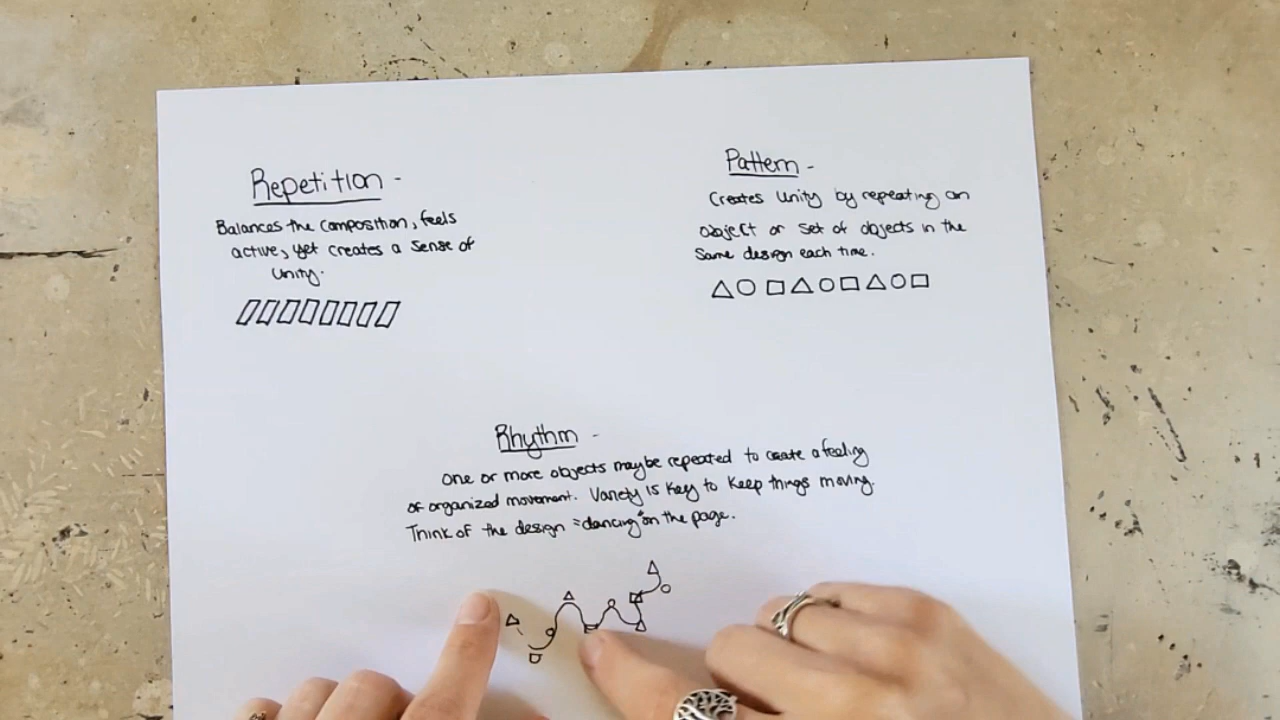 Repetition -
Balances the composition, feels
active, yet creates a sense of
unity.
Pattern -
Creates unity by repeating an
object or set of objects in the
same design each time.
Rhythm -
One or more objects may be repeated to create a feeling
of organized movement. Variety is key to keep things moving.
Think of the design "dancing" on the page.